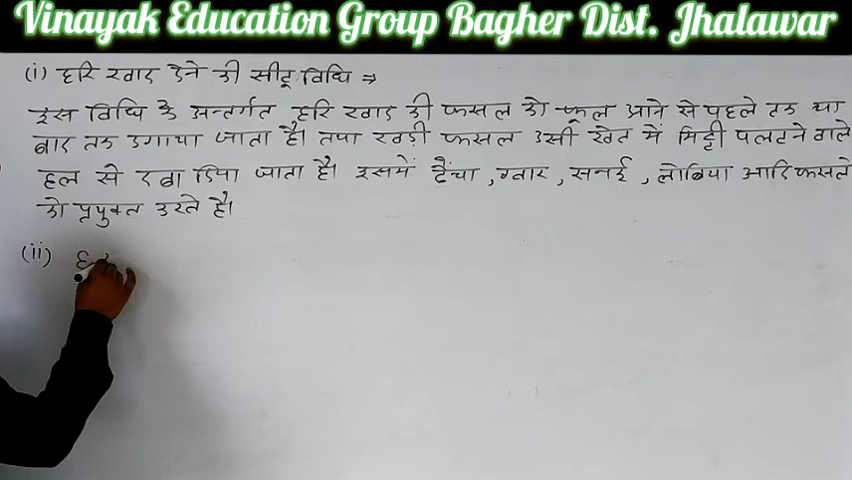 Vinayak Education Group Bagher Dist. Jhalawar
(i) हरि खाद देने की सीटू विधि ⇒
इस विधि के अन्तर्गत हरि खाद की फसल को फूल आने से पहले तक या
बाद तक उगाया जाता है। तथा खड़ी फसल उसी खेत में मिट्टी पलटने वाले
हल से दबा दिया जाता है। इसमें ढैंचा, ग्वार, सनई, लोबिया आदि फसले
को प्रयुक्त करते है।
(ii)